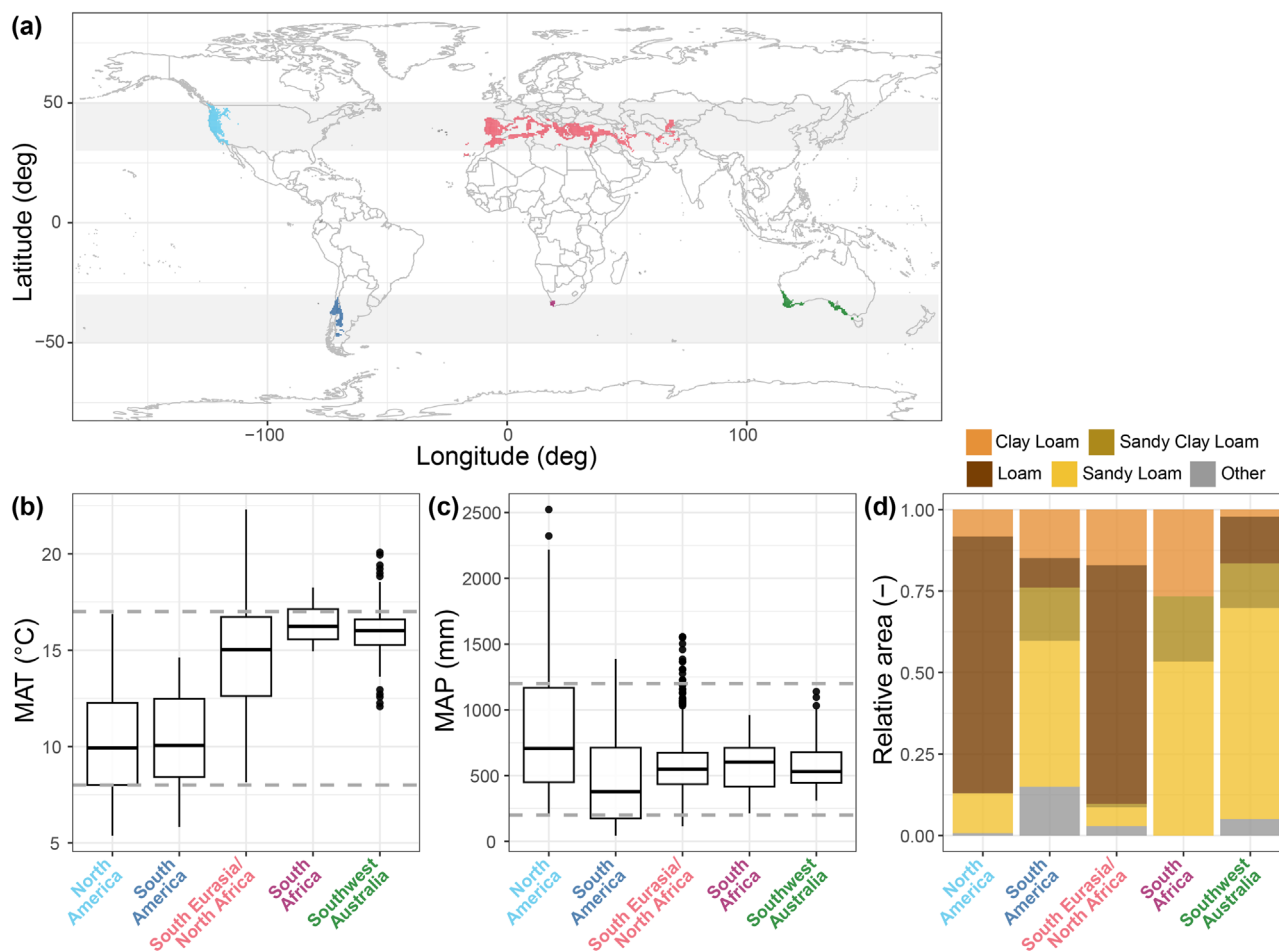 (a)
Latitude (deg)
50
0
−50
−100
0
100
Longitude (deg)
Clay Loam
Sandy Clay Loam
Loam
Sandy Loam
Other
(b)
MAT (°C)
20
15
10
5
North
America
South
America
South Eurasia/
North Africa
South
Africa
Southwest
Australia
(c)
MAP (mm)
2500
2000
1500
1000
500
0
North
America
South
America
South Eurasia/
North Africa
South
Africa
Southwest
Australia
(d)
Relative area (−)
1.00
0.75
0.50
0.25
0.00
North
America
South
America
South Eurasia/
North Africa
South
Africa
Southwest
Australia